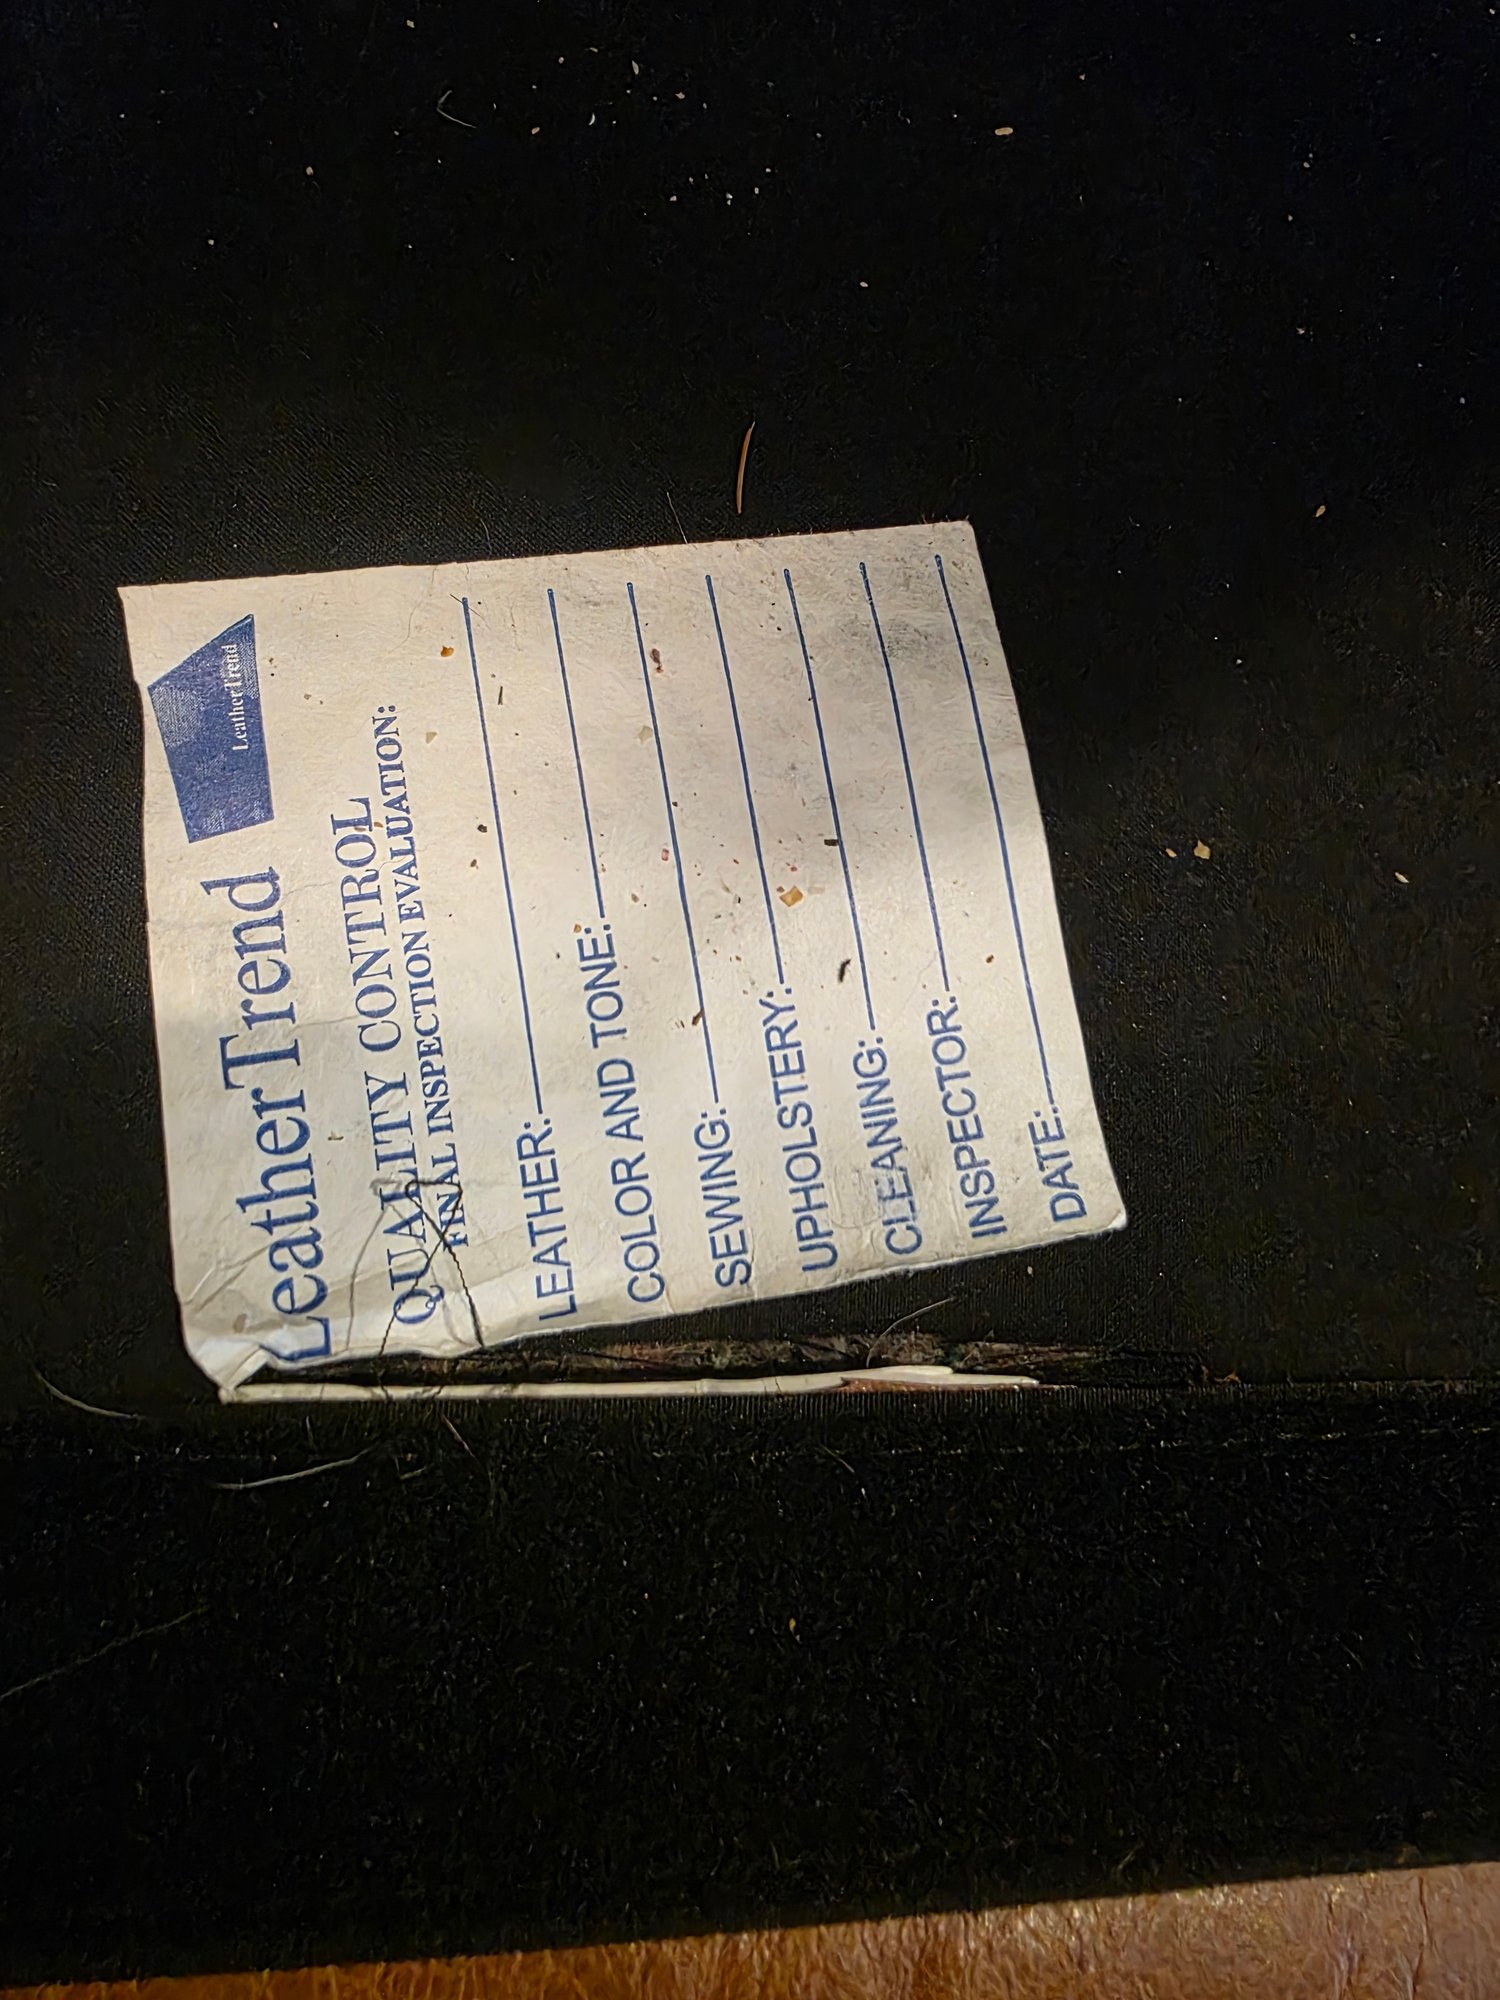 LeatherTrend
LeatherTrend
QUALITY CONTROL
FINAL INSPECTION EVALUATION:
LEATHER:
COLOR AND TONE:
SEWING:
UPHOLSTERY:
CLEANING:
INSPECTOR:
DATE: